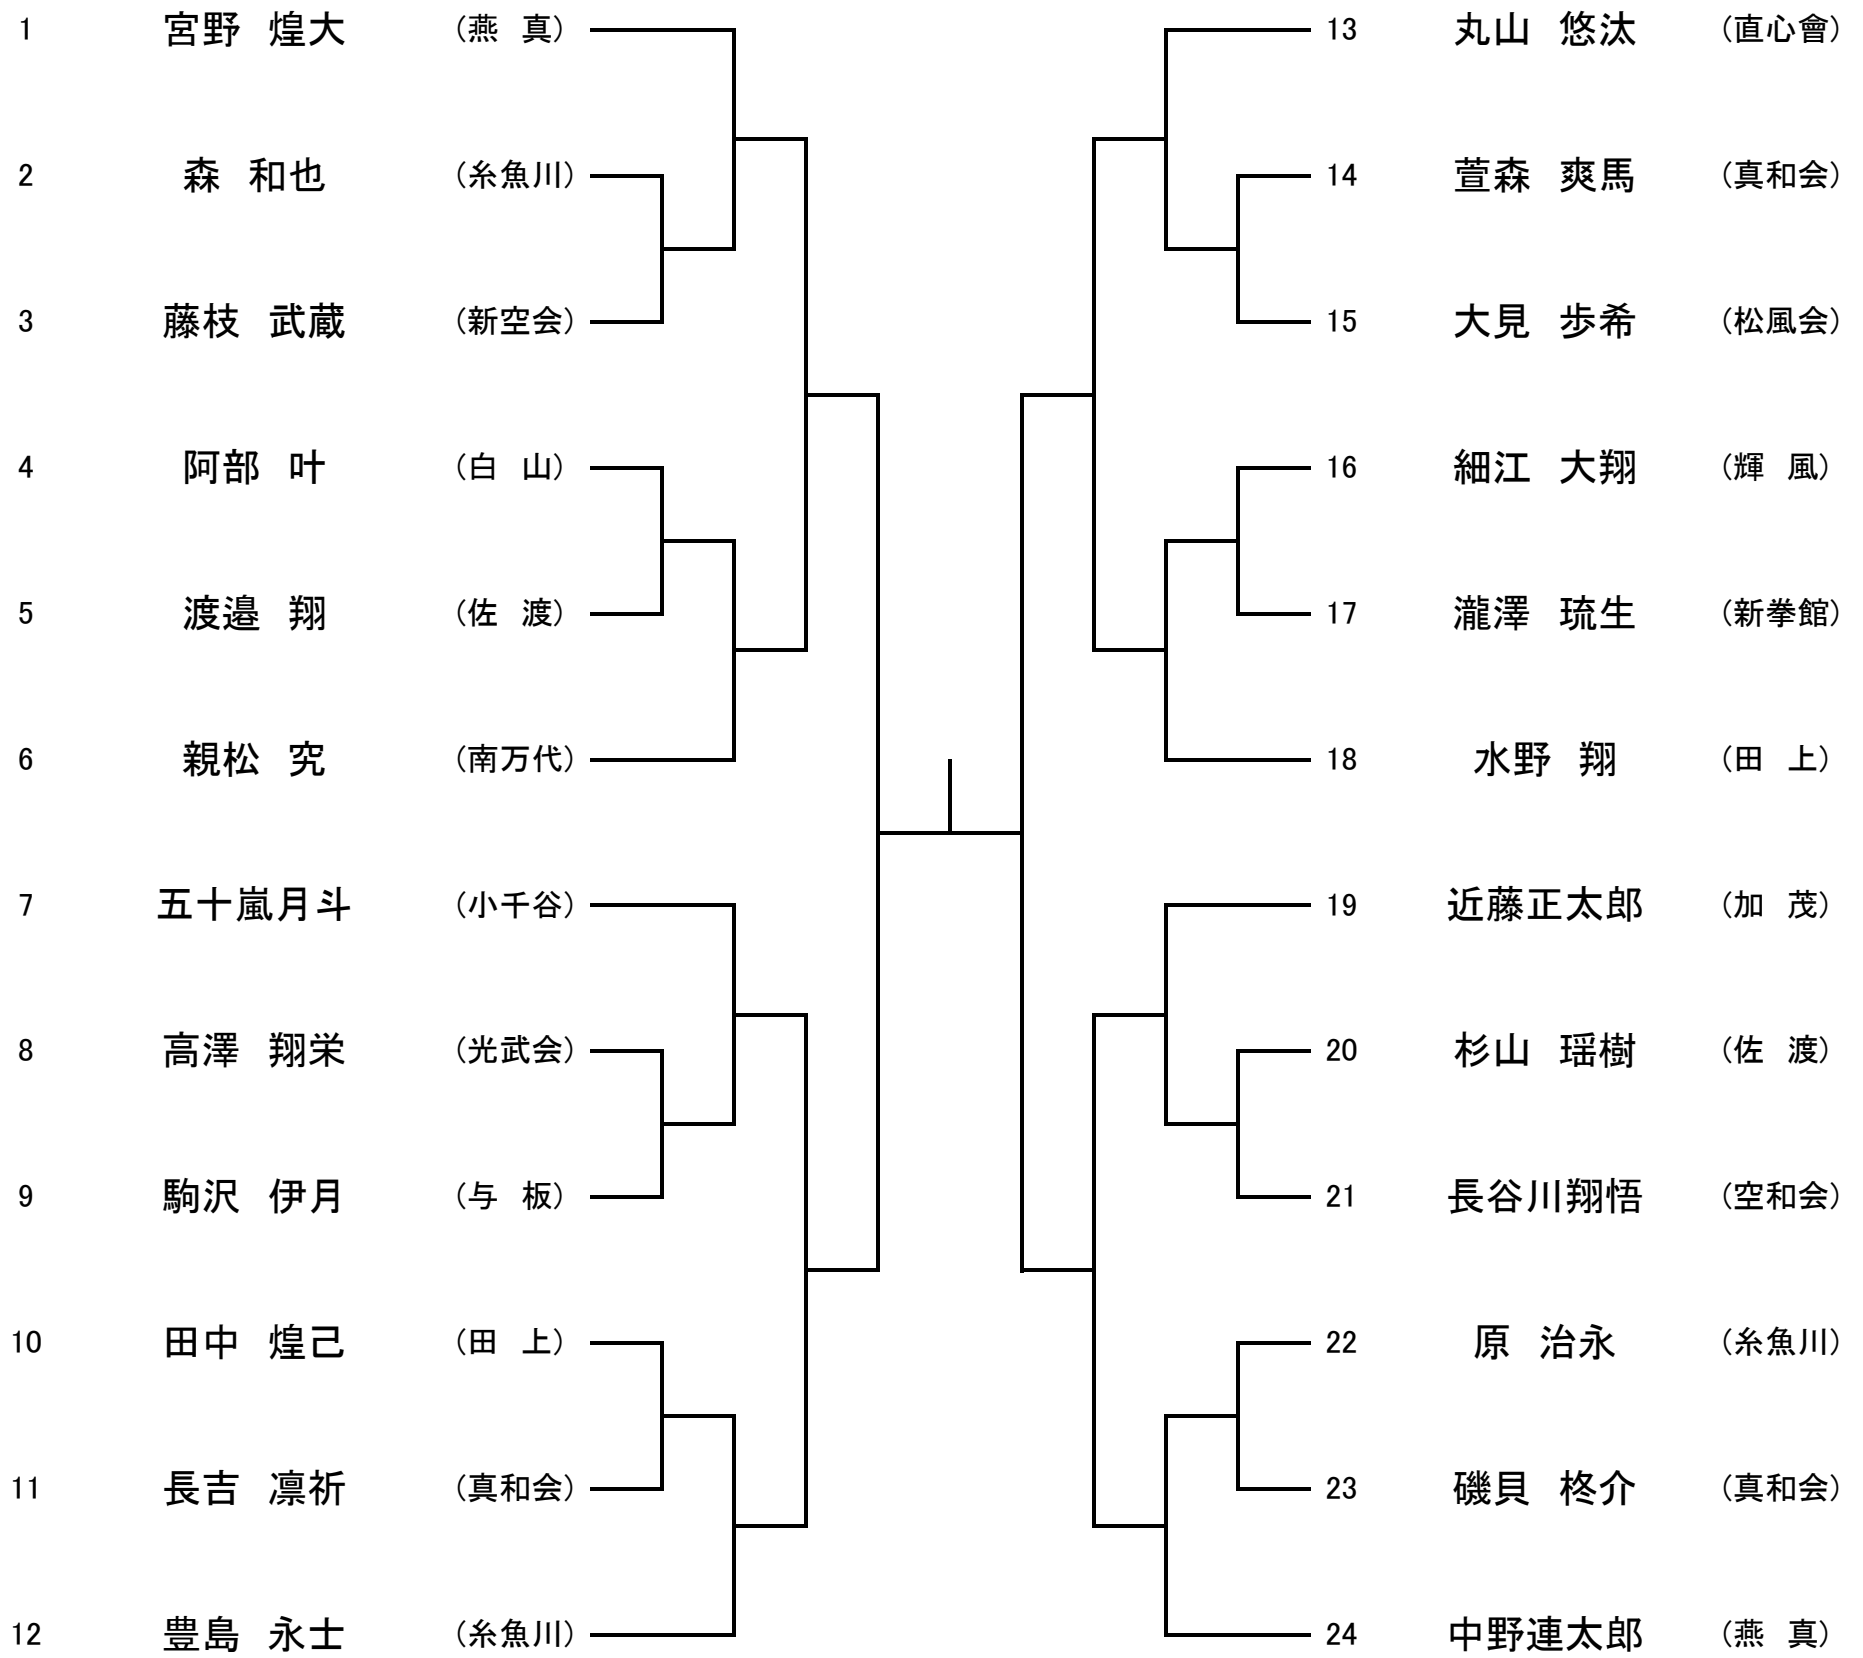 1 宮野 煌大 （燕 真） 13 丸山 悠汰 （直心會）
2 森 和也 （糸魚川） 14 萱森 爽馬 （真和会）
3 藤枝 武蔵 （新空会） 15 大見 歩希 （松風会）
4 阿部 叶 （白 山） 16 細江 大翔 （輝 風）
5 渡邉 翔 （佐 渡） 17 瀧澤 琉生 （新拳館）
6 親松 究 （南万代） 18 水野 翔 （田 上）
7 五十嵐月斗 （小千谷） 19 近藤正太郎 （加 茂）
8 高澤 翔栄 （光武会） 20 杉山 瑶樹 （佐 渡）
9 駒沢 伊月 （与 板） 21 長谷川翔悟 （空和会）
10 田中 煌己 （田 上） 22 原 治永 （糸魚川）
11 長吉 凛祈 （真和会） 23 磯貝 柊介 （真和会）
12 豊島 永士 （糸魚川） 24 中野連太郎 （燕 真）